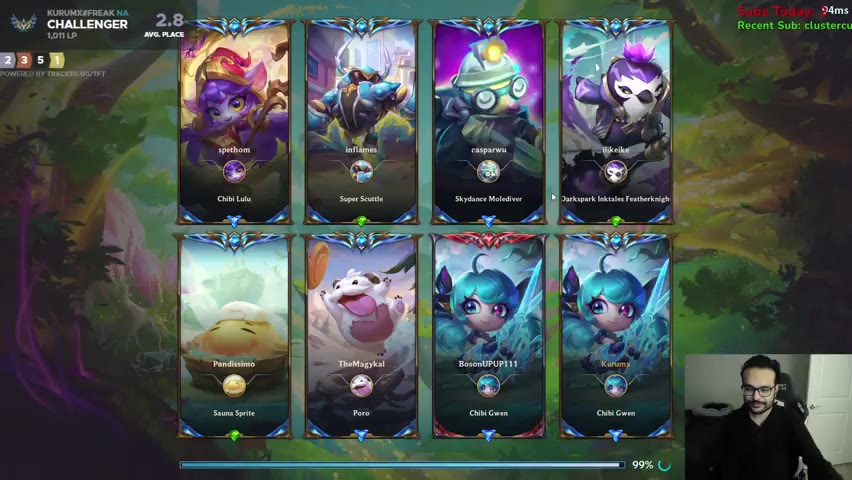 KURUMX#FREAK NA
CHALLENGER
1,011 LP
2.8
AVG. PLACE
2 3 5 1
POWERED BY TRACKER.GG/TFT
Subs Today:
94ms
Recent Sub: clustercu
spethom
Chibi Lulu
inflames
Super Scuttle
casparwu
Skydance Molediver
ilikeike
Darkspark Inktales Featherknigh
Pandissimo
Sauna Sprite
TheMagykal
Poro
BosonUPUP111
Chibi Gwen
Kurumx
Chibi Gwen
99%